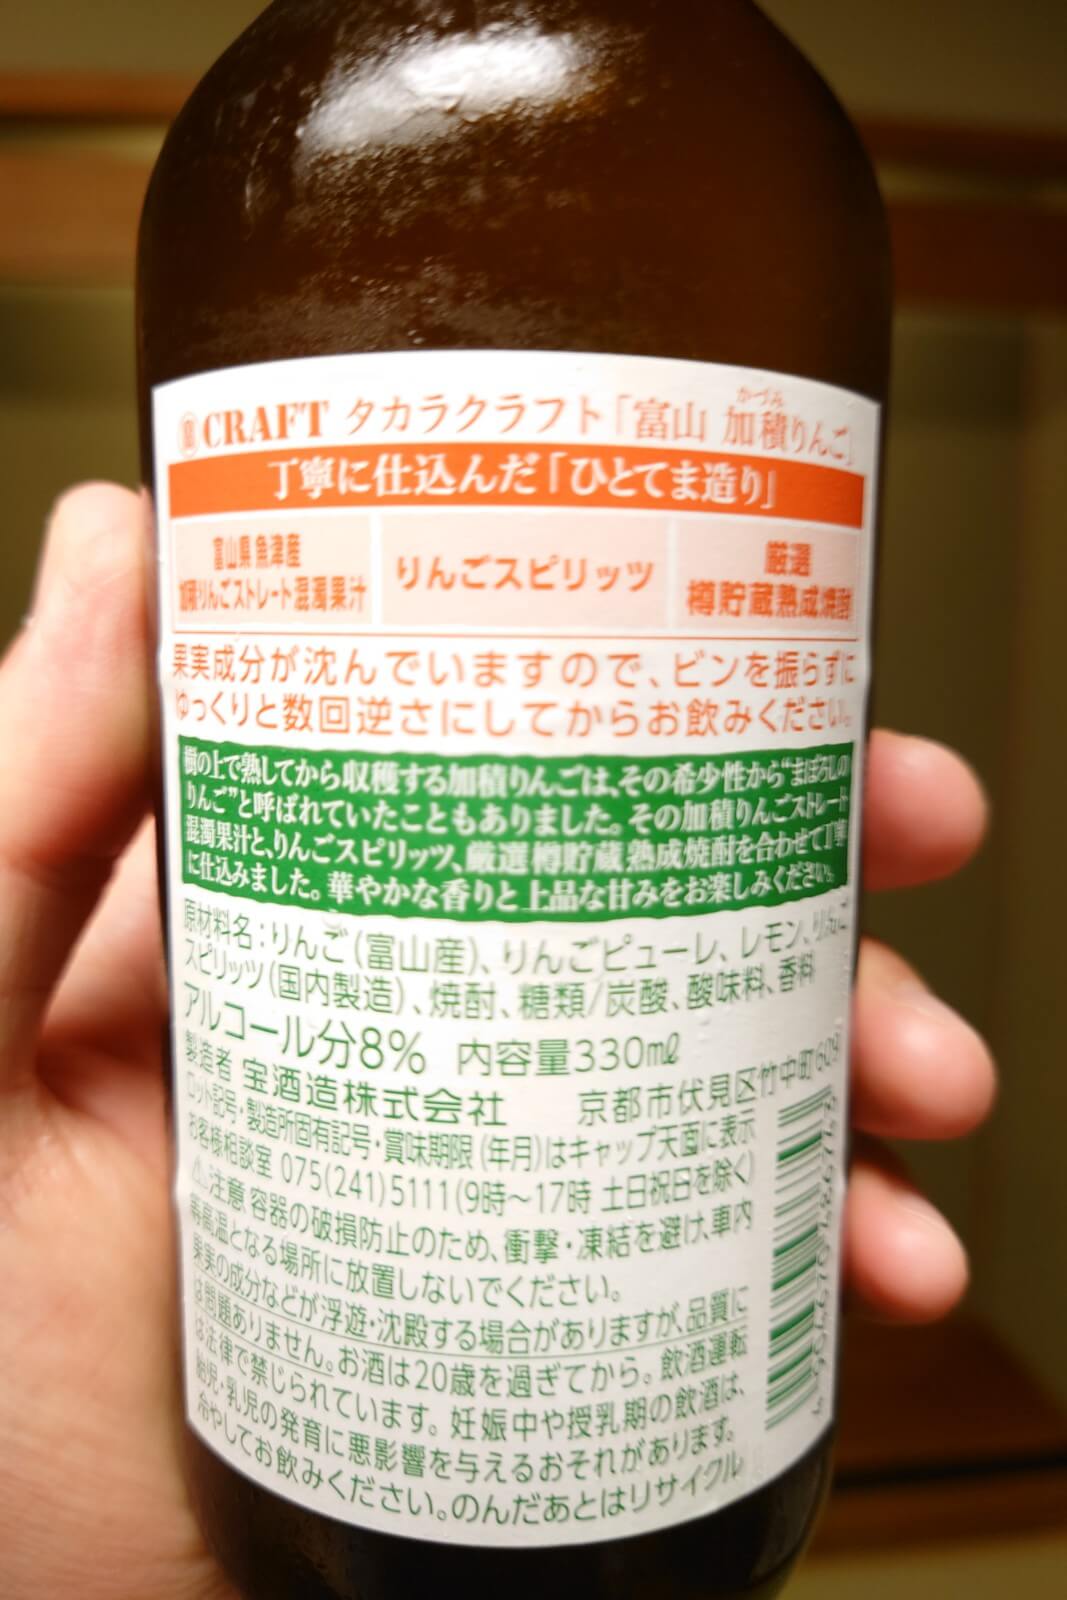 寶CRAFT タカラクラフト「富山 加積りんご」
かづみ
丁寧に仕込んだ「ひとてま造り」
富山県魚津産
加積りんごストレート混濁果汁
りんごスピリッツ
厳選
樽貯蔵熟成焼酎
果実成分が沈んでいますので、ビンを振らずに
ゆっくりと数回逆さにしてからお飲みください。
樹の上で熟してから収穫する加積りんごは、その希少性から“まぼろしの
りんご”と呼ばれていたこともありました。その加積りんごストレート
混濁果汁と、りんごスピリッツ、厳選樽貯蔵熟成焼酎を合わせて丁寧
に仕込みました。華やかな香りと上品な甘みをお楽しみください。
原材料名:りんご(富山産)、りんごピューレ、レモン、りんご
スピリッツ(国内製造)、焼酎、糖類/炭酸、酸味料、香料
アルコール分8% 内容量330㎖
製造者 宝酒造株式会社 京都市伏見区竹中町609
ロット記号・製造所固有記号・賞味期限(年月)はキャップ天面に表示
お客様相談室 075(241)5111(9時~17時 土日祝日を除く)
⚠注意 容器の破損防止のため、衝撃・凍結を避け、車内
等高温となる場所に放置しないでください。
果実の成分などが浮遊・沈殿する場合がありますが、品質に
は問題ありません。お酒は20歳を過ぎてから。飲酒運転
は法律で禁じられています。妊娠中や授乳期の飲酒は、
胎児・乳児の発育に悪影響を与えるおそれがあります。
冷やしてお飲みください。のんだあとはリサイクル